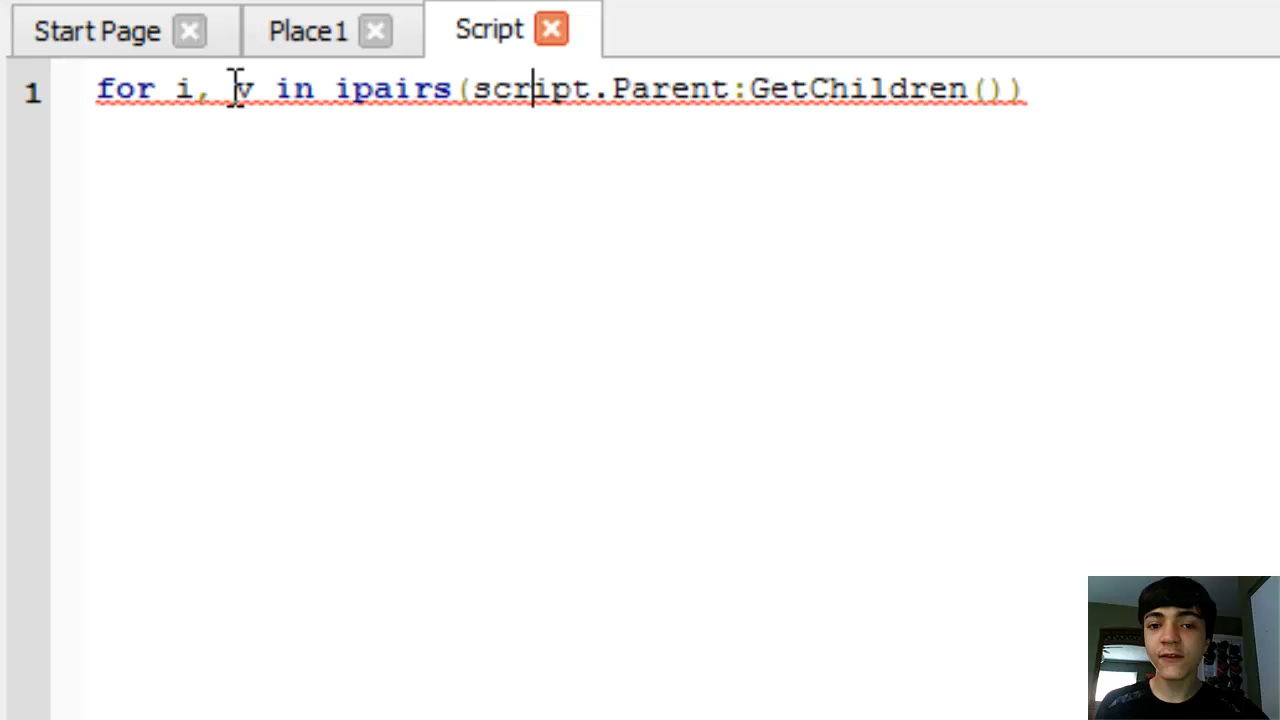 Start Page
Place1
Script
1 for i, v in ipairs(script.Parent:GetChildren())